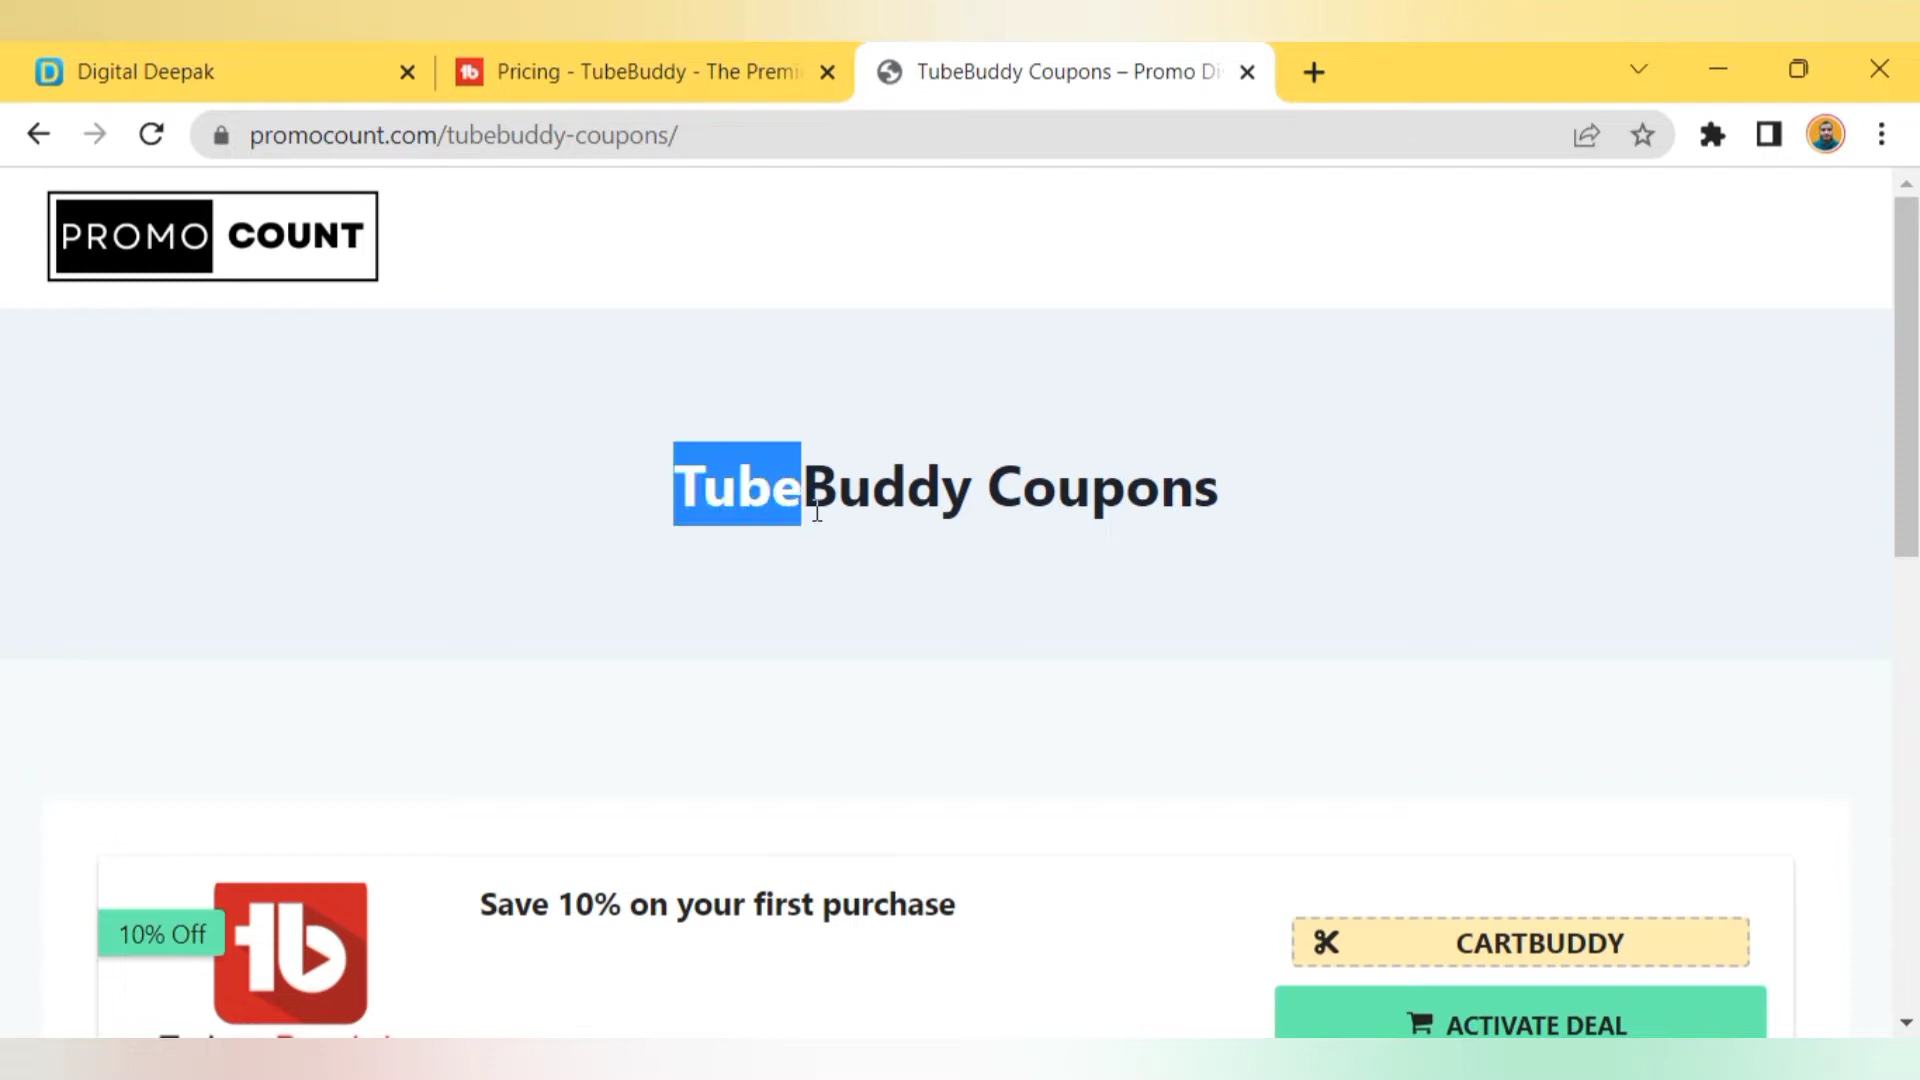 Digital Deepak
Pricing - TubeBuddy - The Premi
TubeBuddy Coupons – Promo Di
promocount.com/tubebuddy-coupons/
PROMO COUNT
TubeBuddy Coupons
10% Off
Save 10% on your first purchase
CARTBUDDY
ACTIVATE DEAL